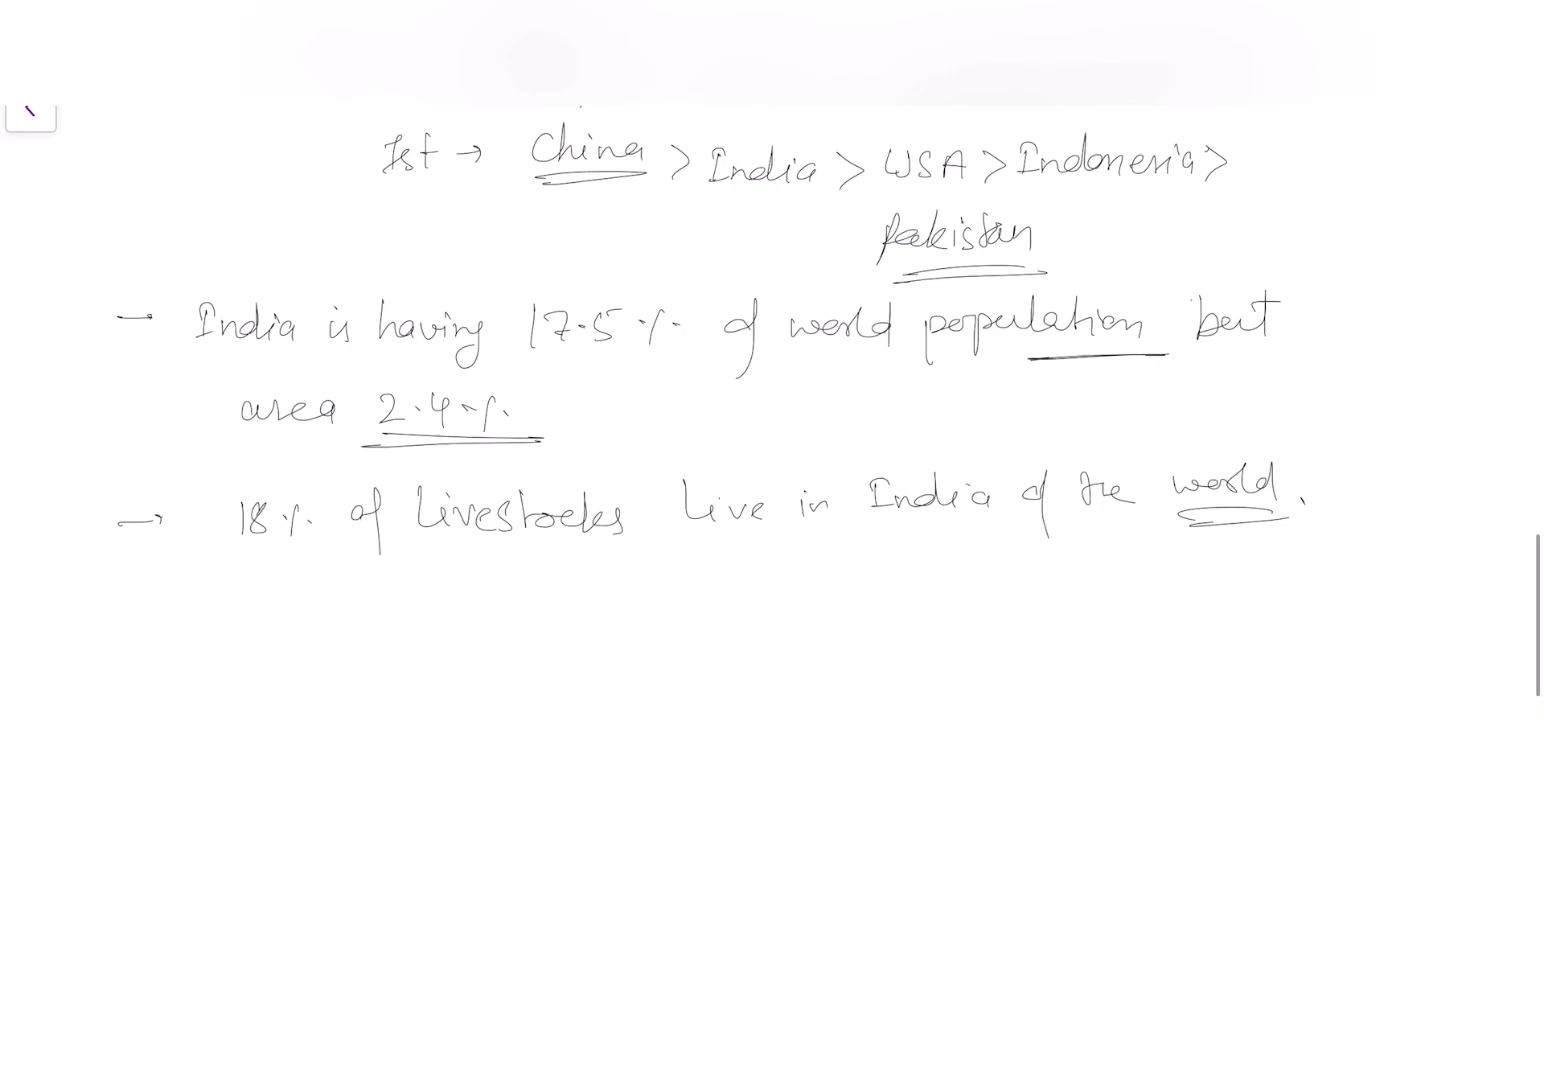 Ist → China > India > USA > Indonesia >
Pakistan
→ India is having 17.5% of world population but
area 2.4%.
→ 18%. of Livestocks Live in India of the world.